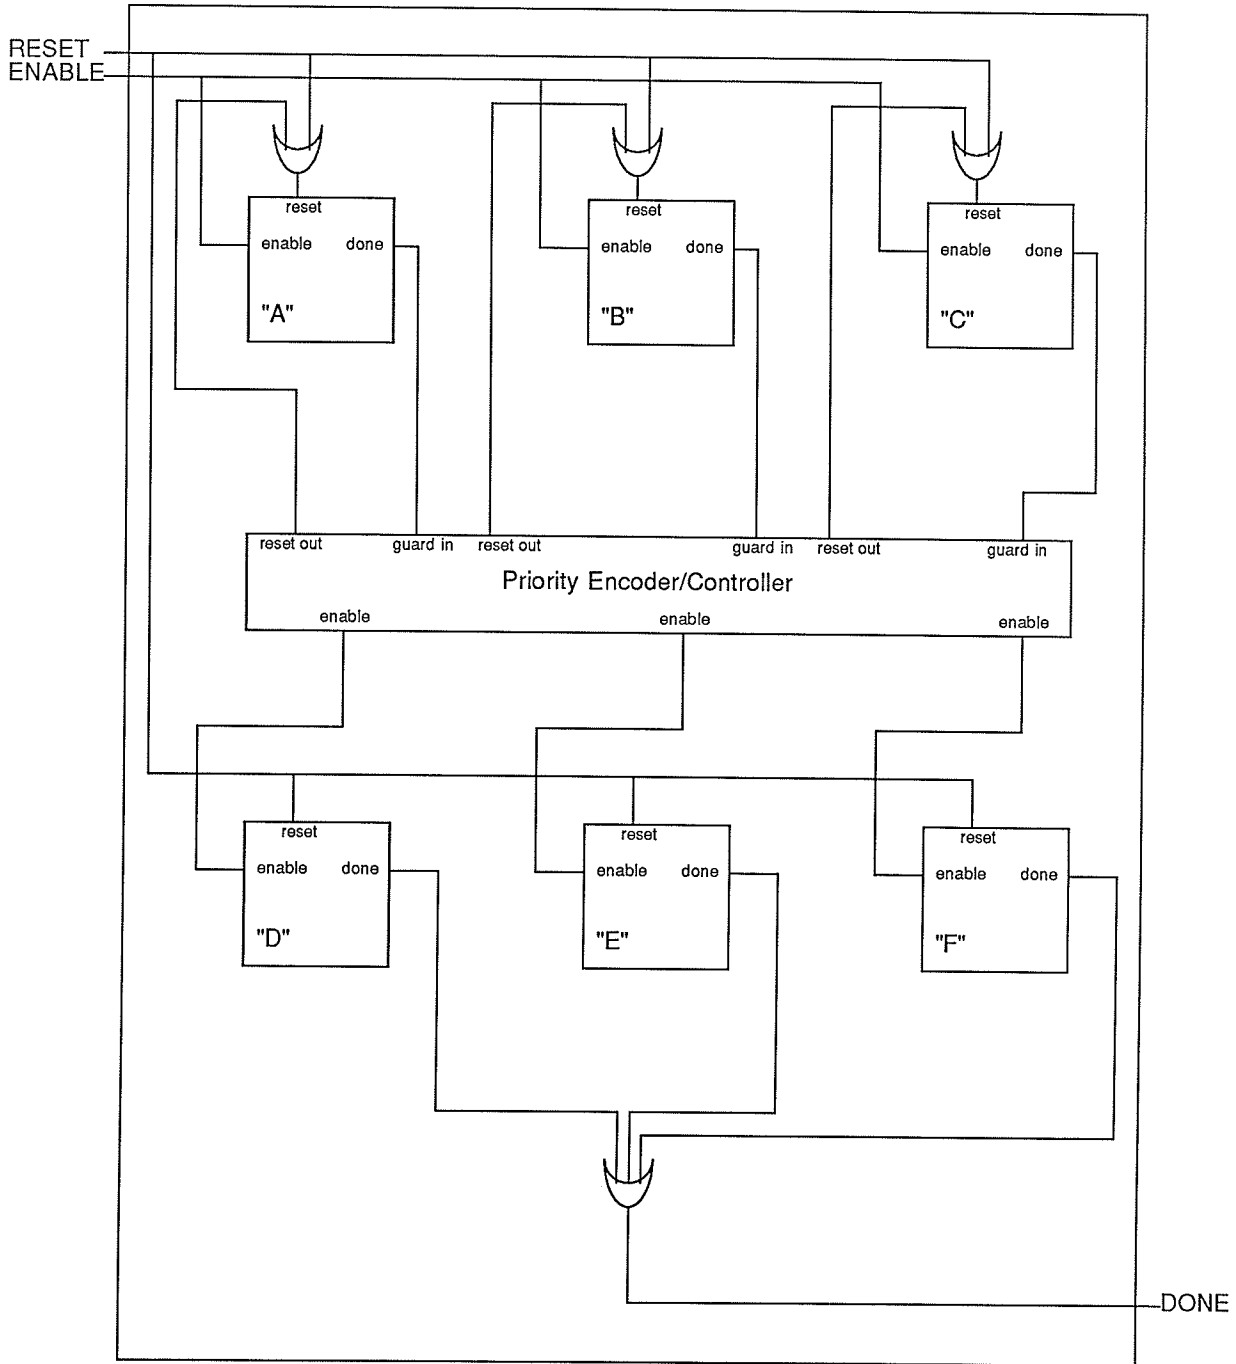 RESET
ENABLE
reset
enable done
"A"
reset
enable done
"B"
reset
enable done
"C"
reset out guard in reset out guard in reset out guard in
Priority Encoder/Controller
enable enable enable
reset
enable done
"D"
reset
enable done
"E"
reset
enable done
"F"
DONE